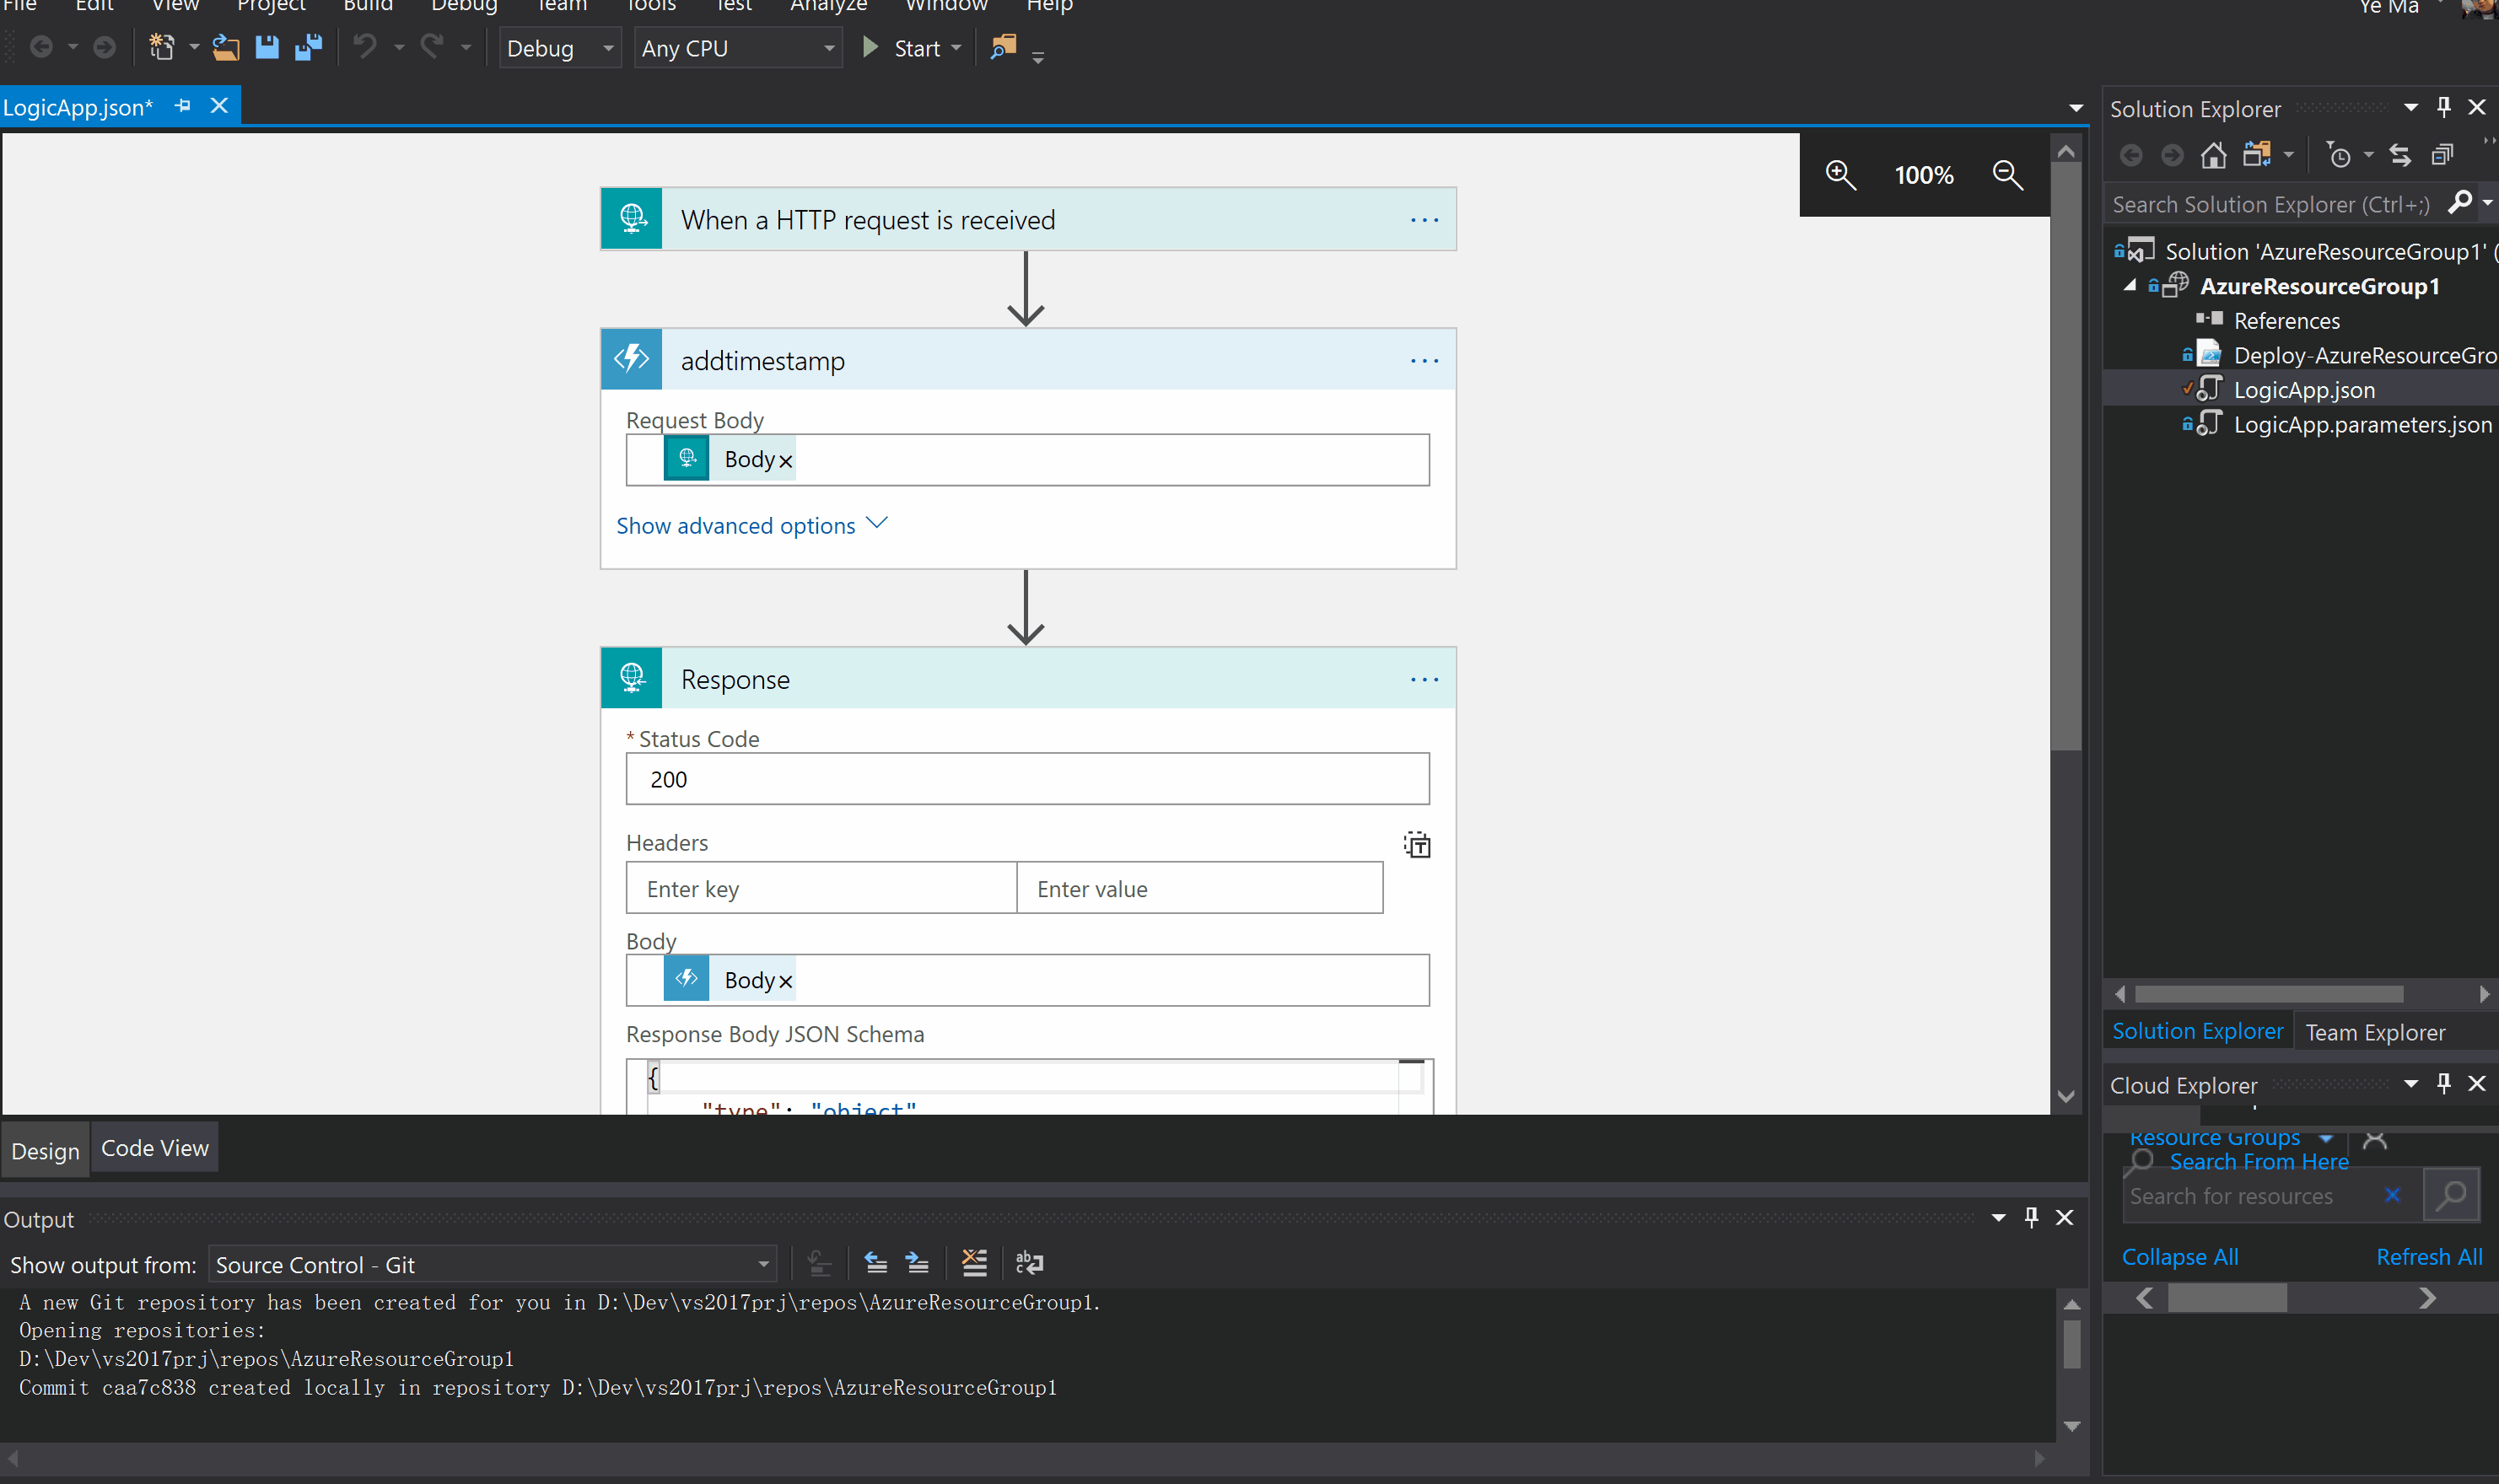 File Edit View Project Build Debug Team Tools Test Analyze Window Help
Ye Ma
Debug Any CPU Start
LogicApp.json*
100%
When a HTTP request is received
addtimestamp
Request Body
Body
Show advanced options
Response
* Status Code
200
Headers
Enter key Enter value
Body
Body
Response Body JSON Schema
{
"type": "object"
Design Code View
Output
Show output from: Source Control - Git
A new Git repository has been created for you in D:\Dev\vs2017prj\repos\AzureResourceGroup1.
Opening repositories:
D:\Dev\vs2017prj\repos\AzureResourceGroup1
Commit caa7c838 created locally in repository D:\Dev\vs2017prj\repos\AzureResourceGroup1
Solution Explorer
Search Solution Explorer (Ctrl+;)
Solution 'AzureResourceGroup1' (
AzureResourceGroup1
References
Deploy-AzureResourceGro
LogicApp.json
LogicApp.parameters.json
Solution Explorer Team Explorer
Cloud Explorer
Resource Groups
Search From Here
Search for resources
Collapse All Refresh All